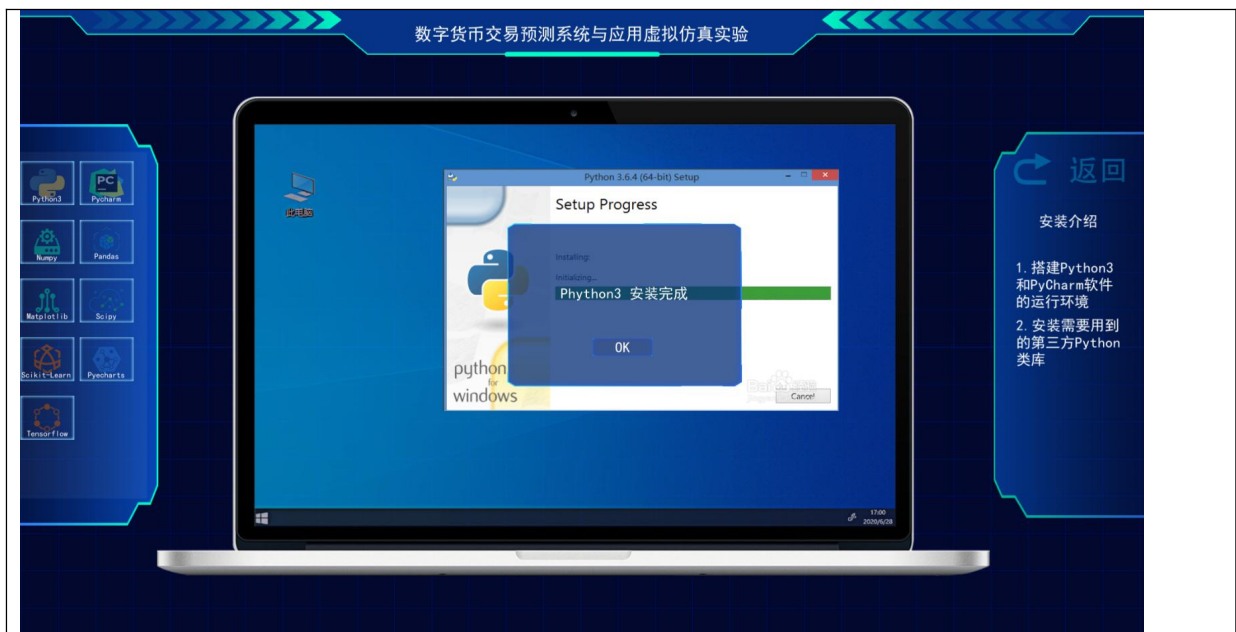 数字货币交易预测系统与应用虚拟仿真实验
Python3
Pycharm
Numpy
Pandas
Matplotlib
Scipy
Scikit-Learn
Pyecharts
Tensorflow
PC
此电脑
Python 3.6.4 (64-bit) Setup
Setup Progress
Installing:
Initializing...
Phython3 安装完成
OK
python
for
windows
Cancel
17:00
2020/6/28
返回
安装介绍
1. 搭建Python3
和PyCharm软件
的运行环境
2. 安装需要用到
的第三方Python
类库